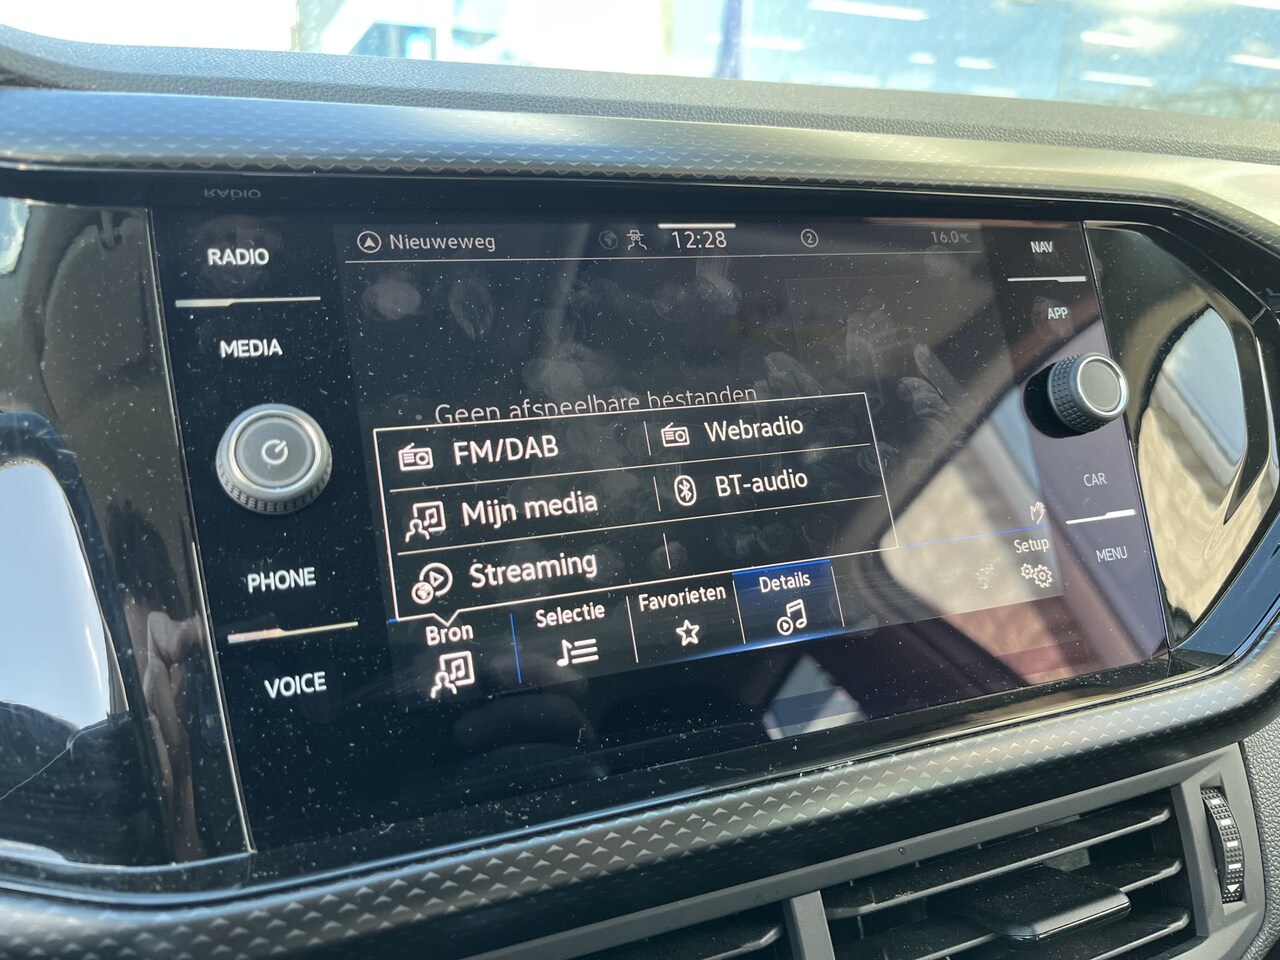 RADIO
MEDIA
PHONE
VOICE
Nieuweweg
12:28
2
16.0°C
NAV
APP
CAR
MENU
Geen afspeelbare bestanden
FM/DAB
Webradio
Mijn media
BT-audio
Streaming
Bron
Selectie
Favorieten
Details
Setup